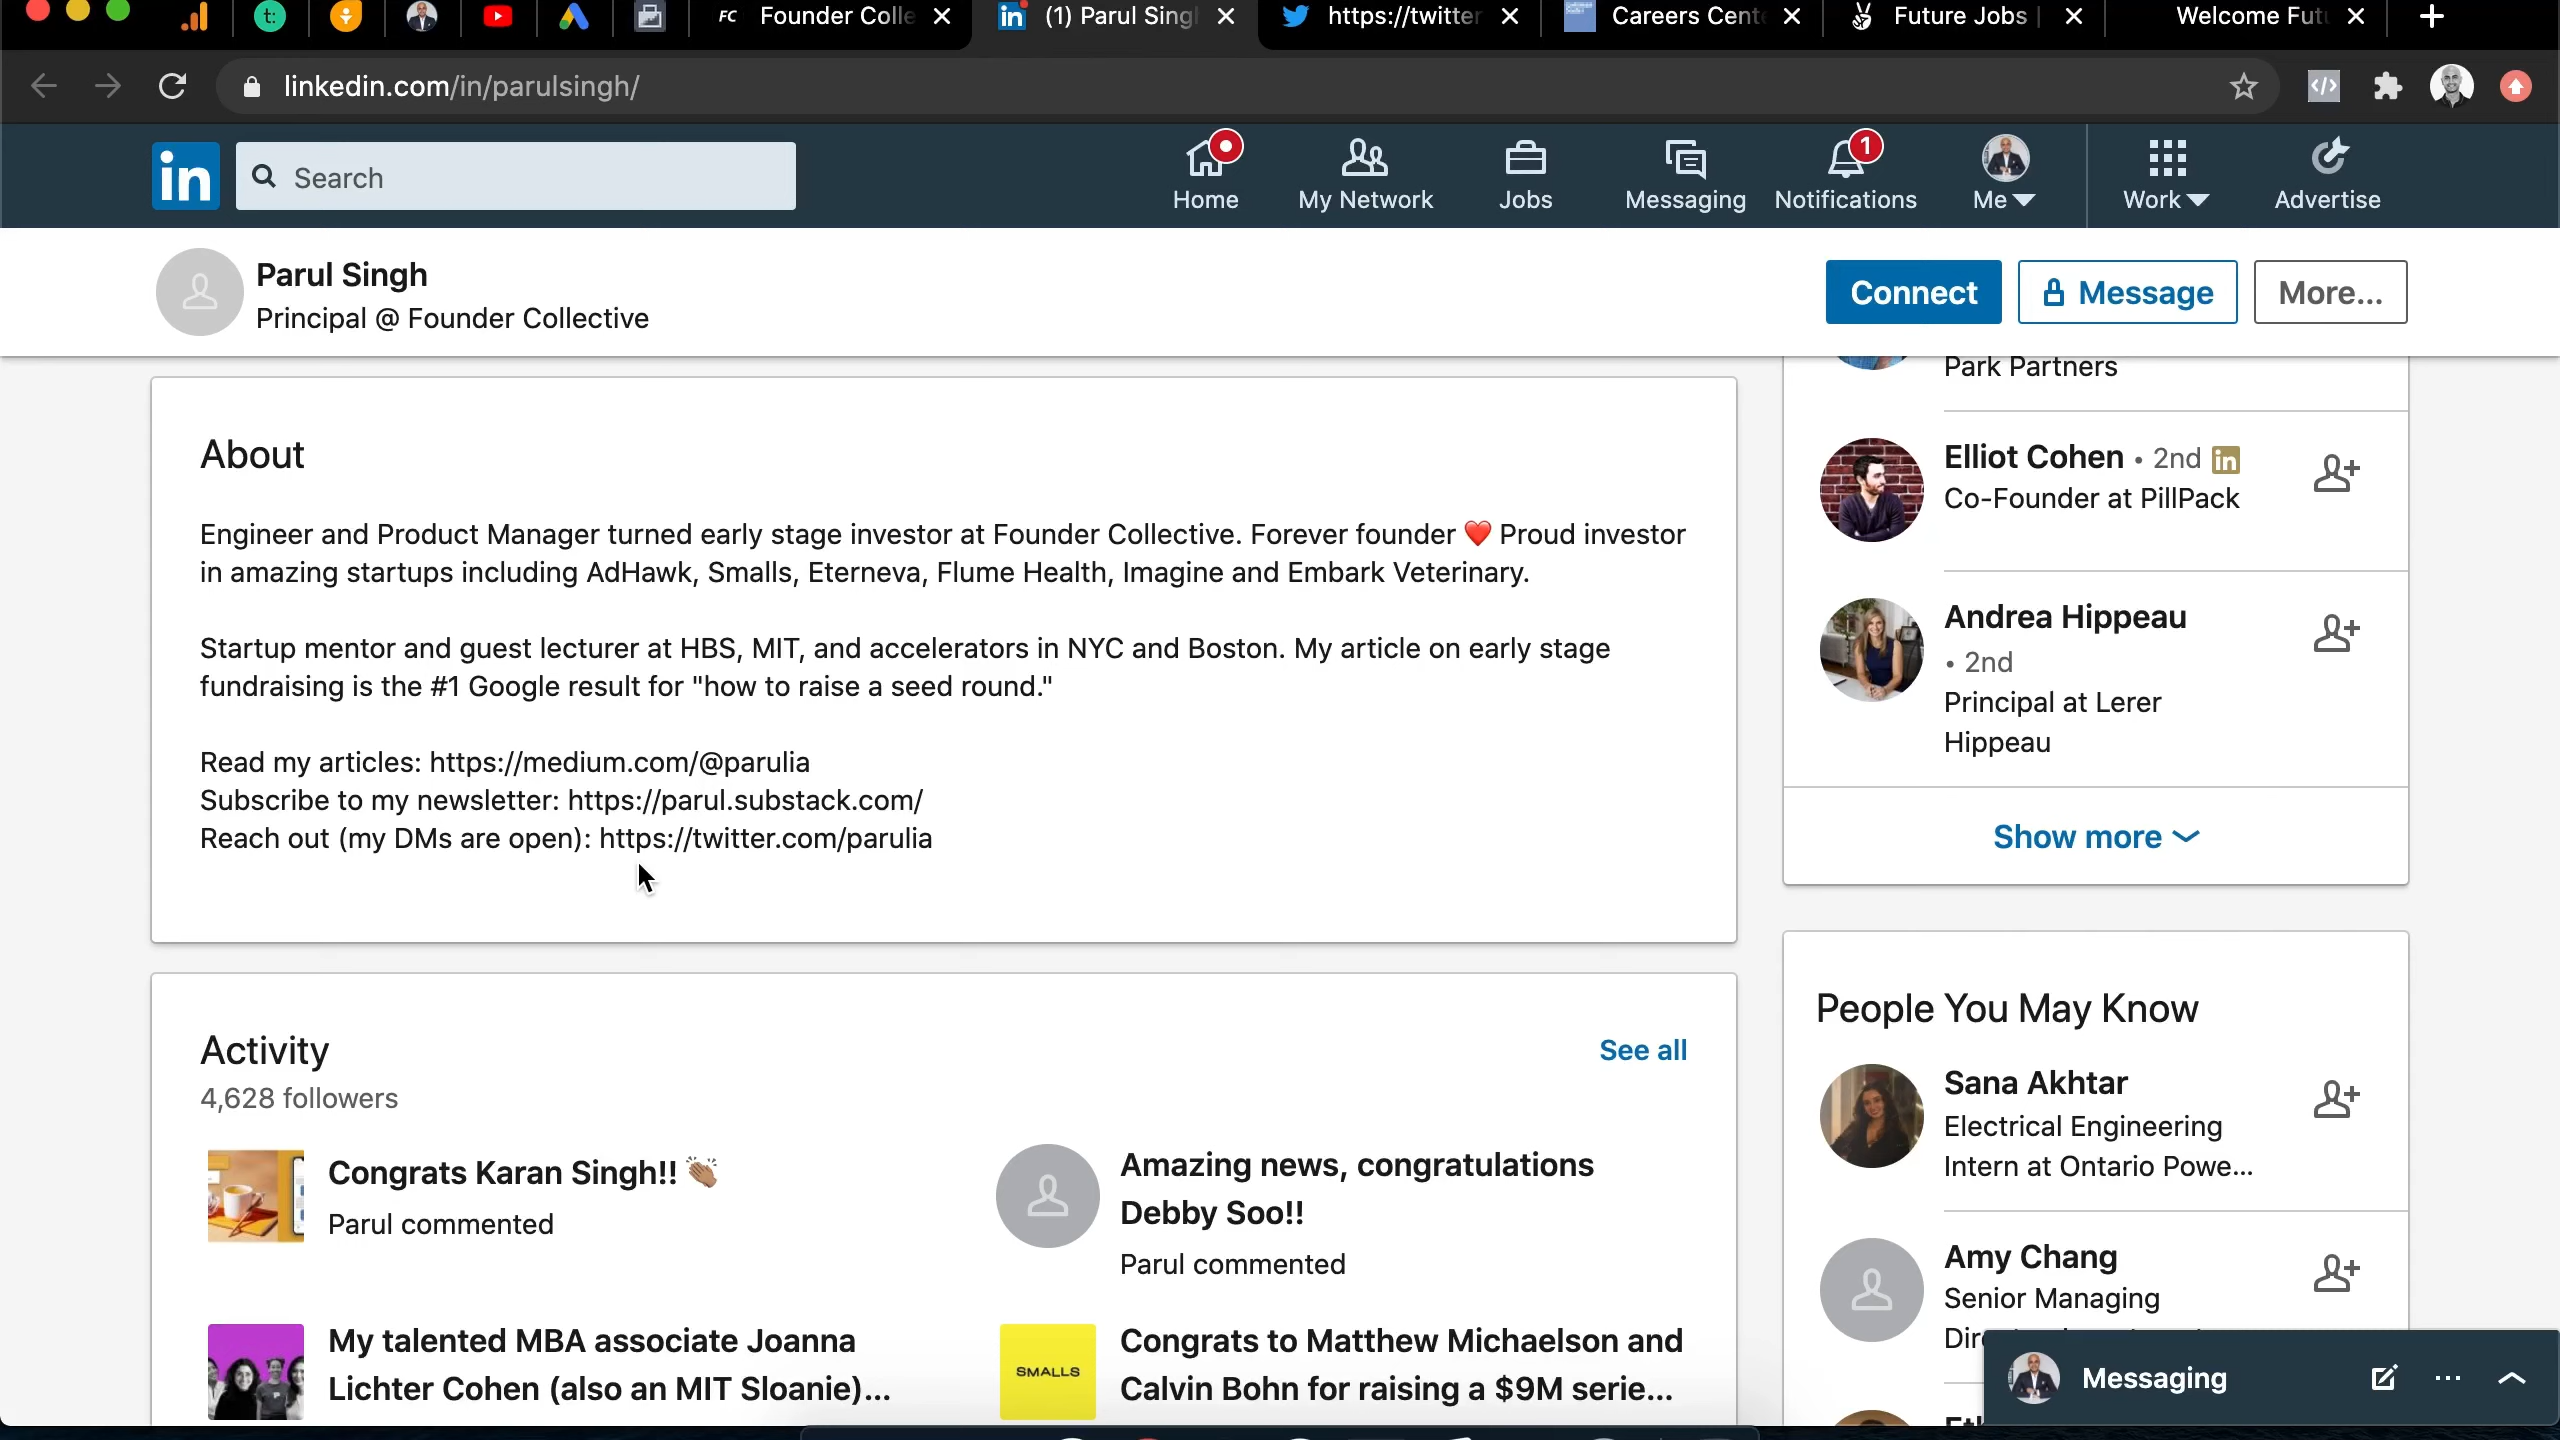 FC Founder Colle
in (1) Parul Singl
https://twitter
Careers Cente
Future Jobs |
Welcome Futu
linkedin.com/in/parulsingh/
in
Search
Home
My Network
Jobs
Messaging
1
Notifications
Me
Work
Advertise
Parul Singh
Principal @ Founder Collective
Connect
Message
More...
About
Engineer and Product Manager turned early stage investor at Founder Collective. Forever founder ❤️ Proud investor
in amazing startups including AdHawk, Smalls, Eterneva, Flume Health, Imagine and Embark Veterinary.
Startup mentor and guest lecturer at HBS, MIT, and accelerators in NYC and Boston. My article on early stage
fundraising is the #1 Google result for "how to raise a seed round."
Read my articles: https://medium.com/@parulia
Subscribe to my newsletter: https://parul.substack.com/
Reach out (my DMs are open): https://twitter.com/parulia
Activity
See all
4,628 followers
Congrats Karan Singh!! 👏🏽
Parul commented
Amazing news, congratulations
Debby Soo!!
Parul commented
My talented MBA associate Joanna
Lichter Cohen (also an MIT Sloanie)...
SMALLS
Congrats to Matthew Michaelson and
Calvin Bohn for raising a $9M serie...
Park Partners
Elliot Cohen • 2nd in
Co-Founder at PillPack
Andrea Hippeau
• 2nd
Principal at Lerer
Hippeau
Show more
People You May Know
Sana Akhtar
Electrical Engineering
Intern at Ontario Powe...
Amy Chang
Senior Managing
Messaging